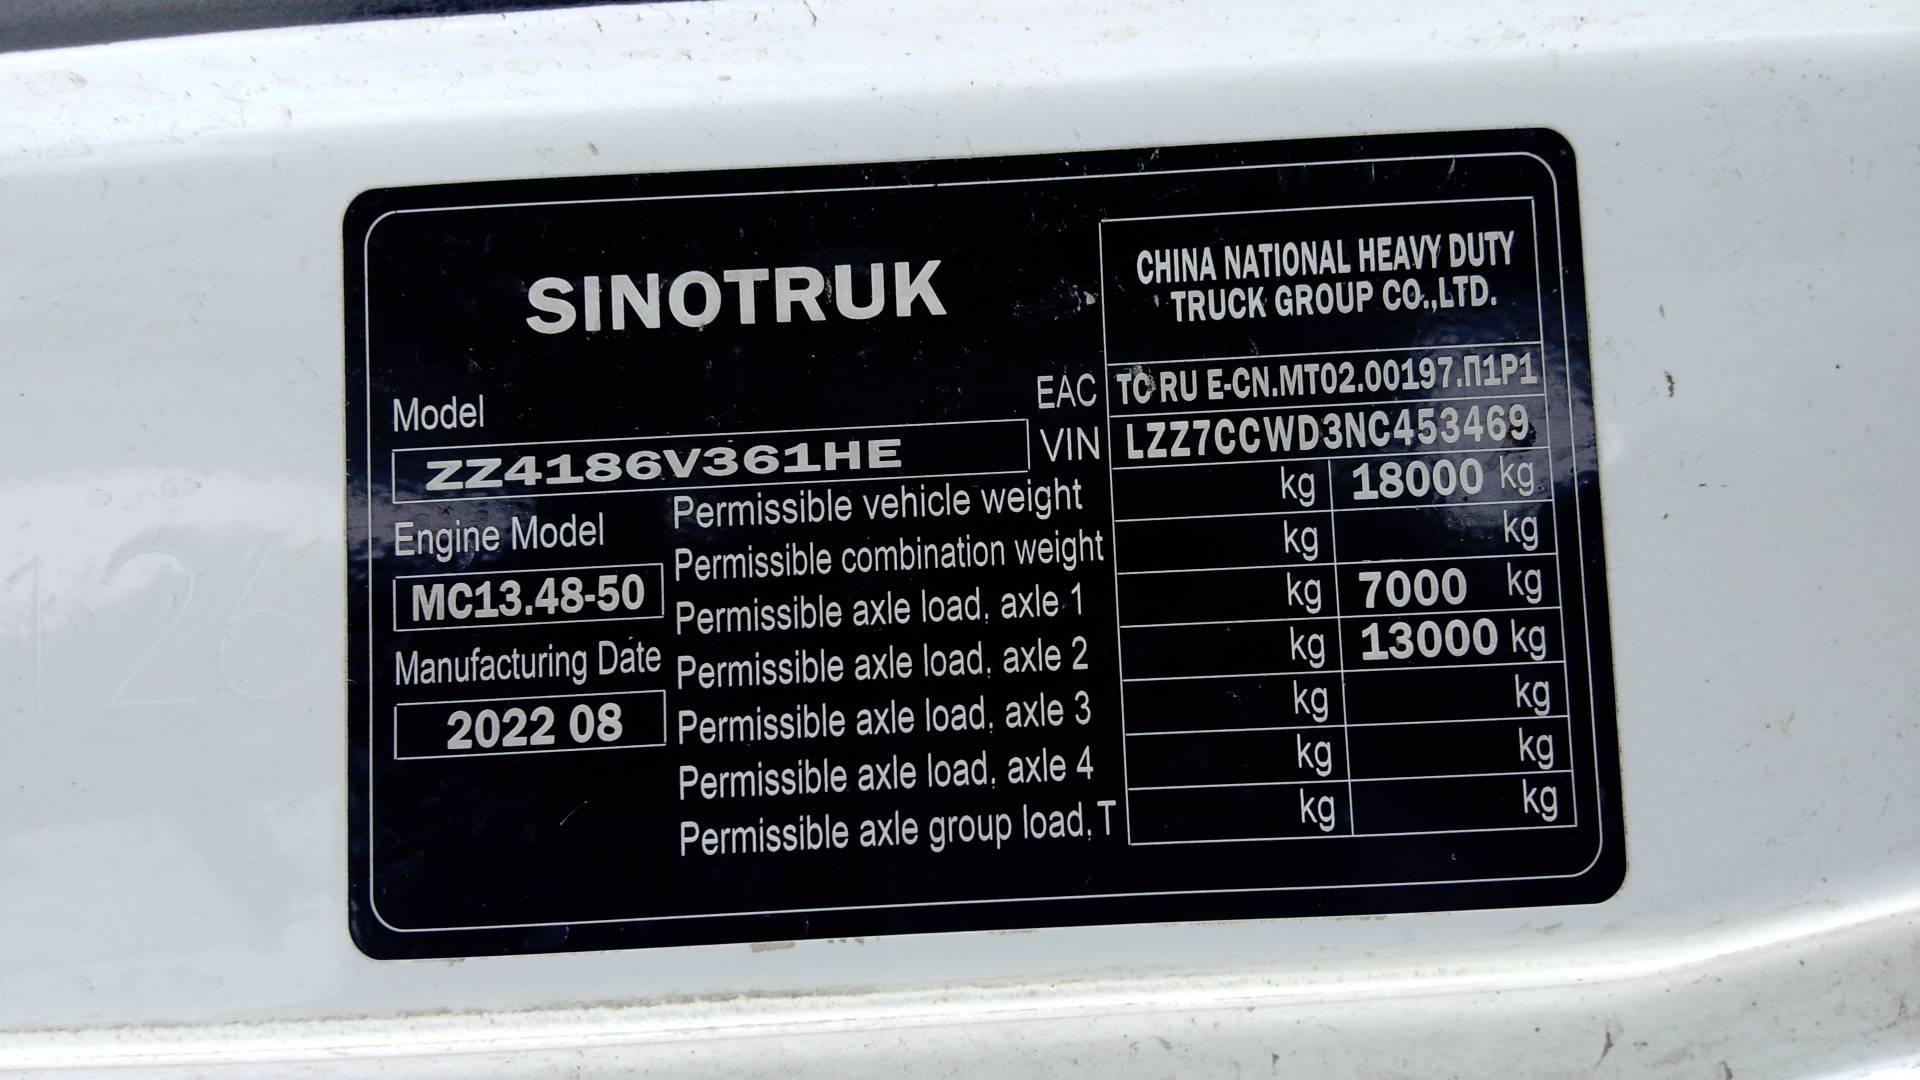 SINOTRUK
CHINA NATIONAL HEAVY DUTY
TRUCK GROUP CO.,LTD.
EAC TC RU E-CN.MT02.00197.П1Р1
VIN LZZ7CCWD3NC453469
Model
ZZ4186V361HE
Engine Model
MC13.48-50
Manufacturing Date
2022 08
Permissible vehicle weight kg 18000 kg
Permissible combination weight kg kg
Permissible axle load, axle 1 kg 7000 kg
Permissible axle load, axle 2 kg 13000 kg
Permissible axle load, axle 3 kg kg
Permissible axle load, axle 4 kg kg
Permissible axle group load, T kg kg
126